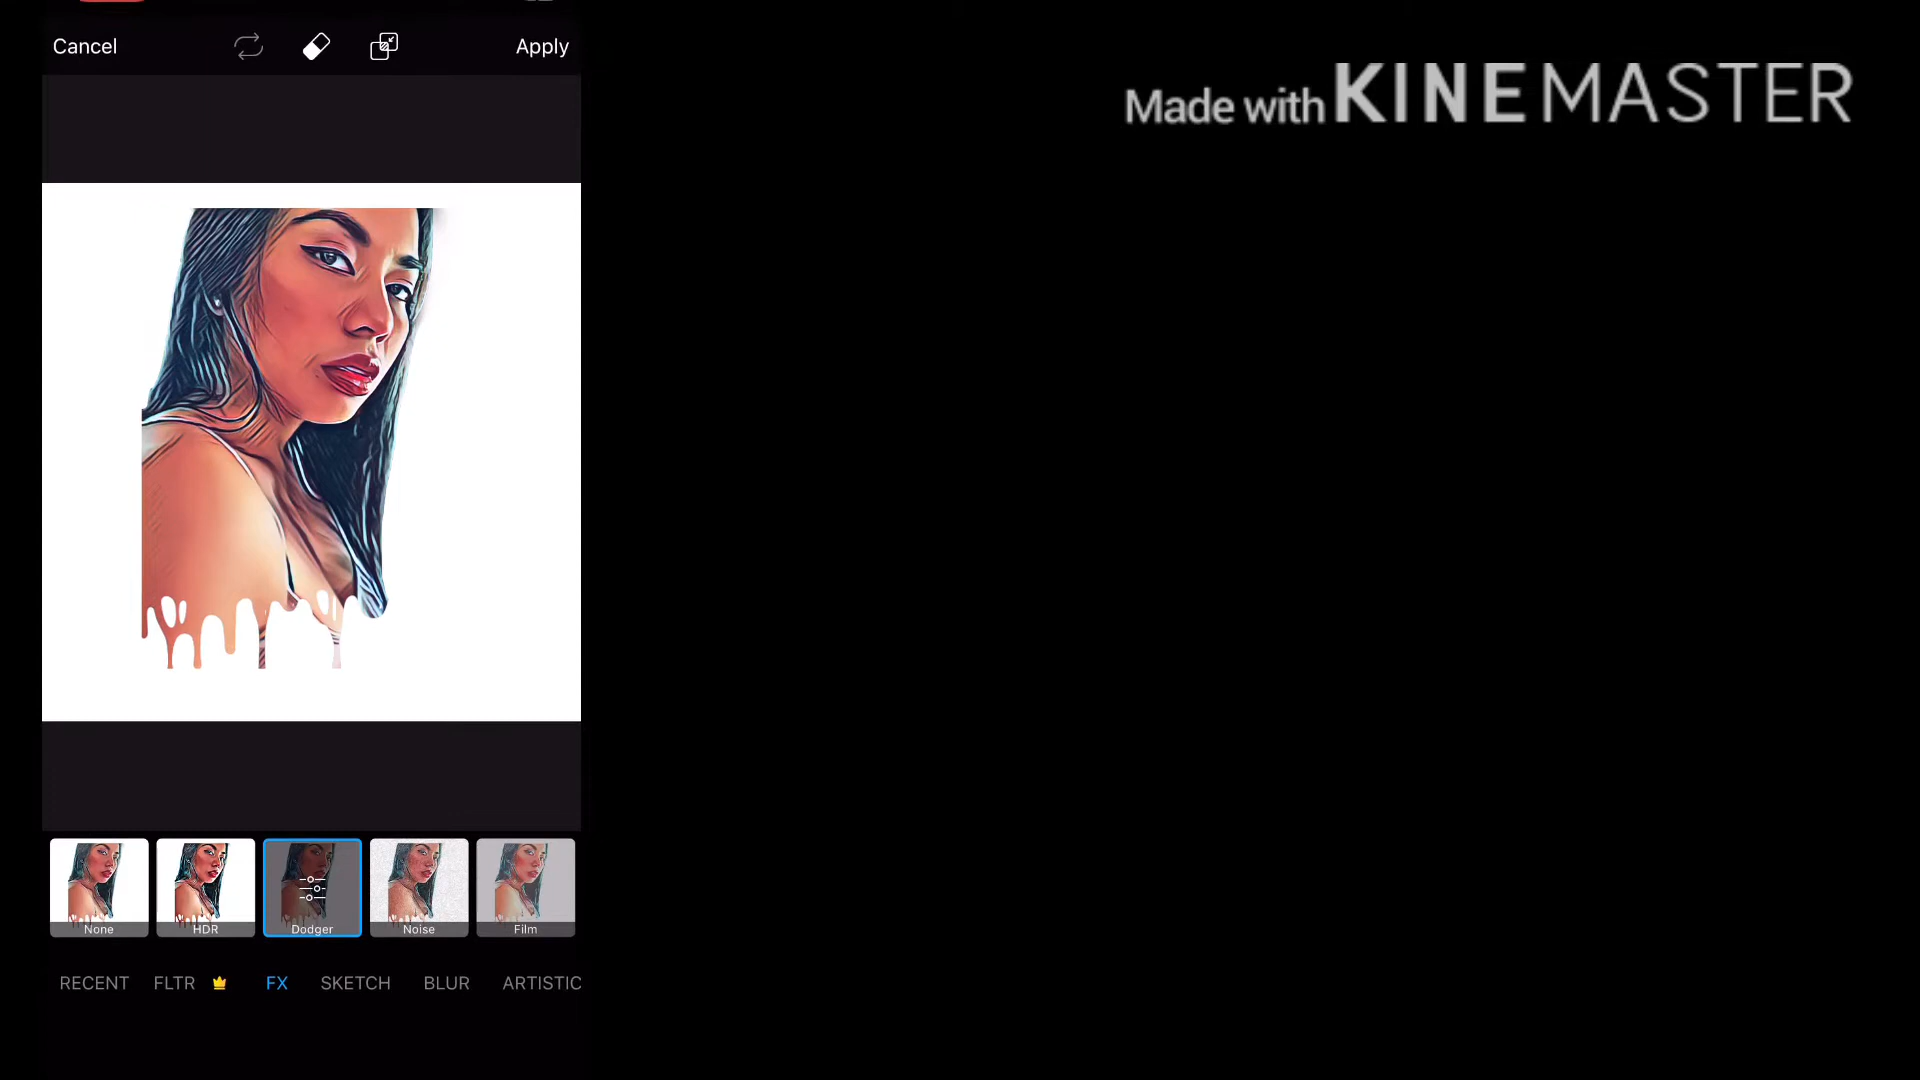 Cancel
Apply
Made with KINEMASTER
None
HDR
Dodger
Noise
Film
RECENT
FLTR
FX
SKETCH
BLUR
ARTISTIC